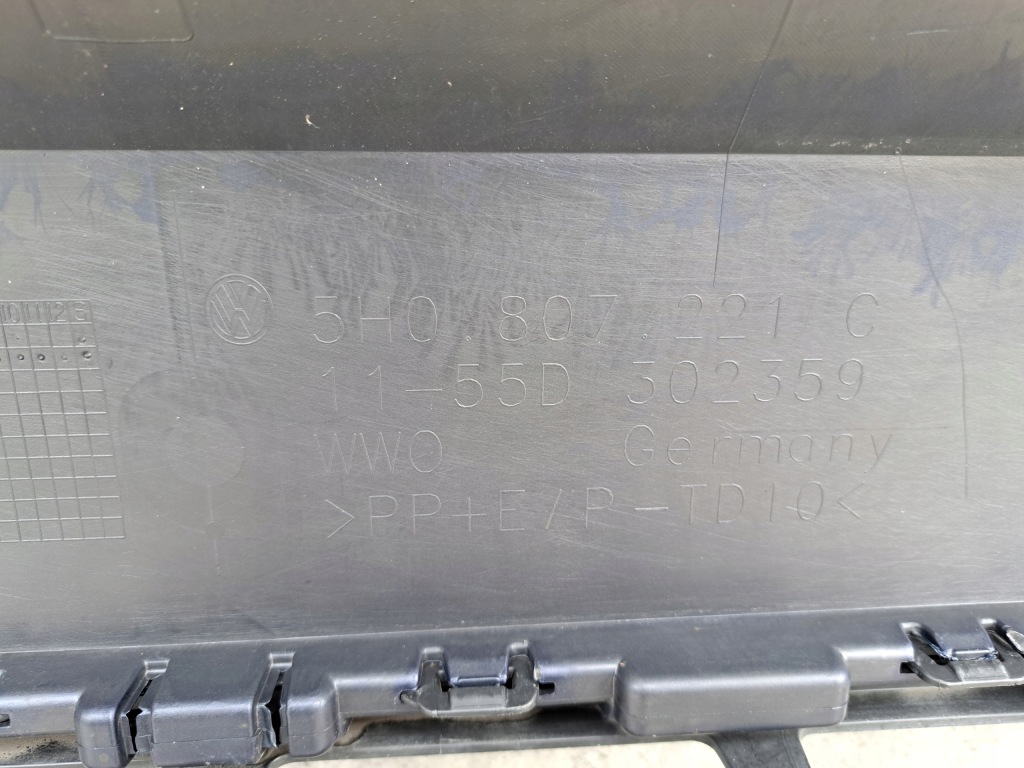 5H0.807.221 C
11-55D 302359
WWO Germany
>PP+E/P-TD10<